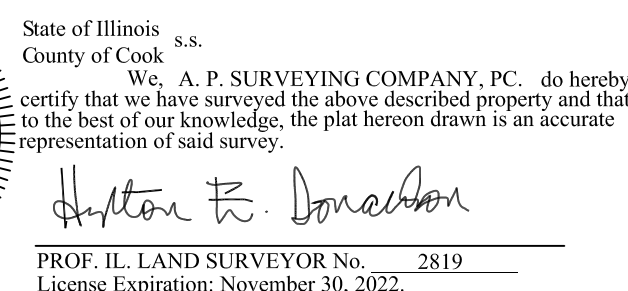 State of Illinois
s.s.
County of Cook
We, A. P. SURVEYING COMPANY, PC. do hereby
certify that we have surveyed the above described property and that
to the best of our knowledge, the plat hereon drawn is an accurate
representation of said survey.
Hylton E. Donaldson
PROF. IL. LAND SURVEYOR No. 2819
License Expiration: November 30, 2022.